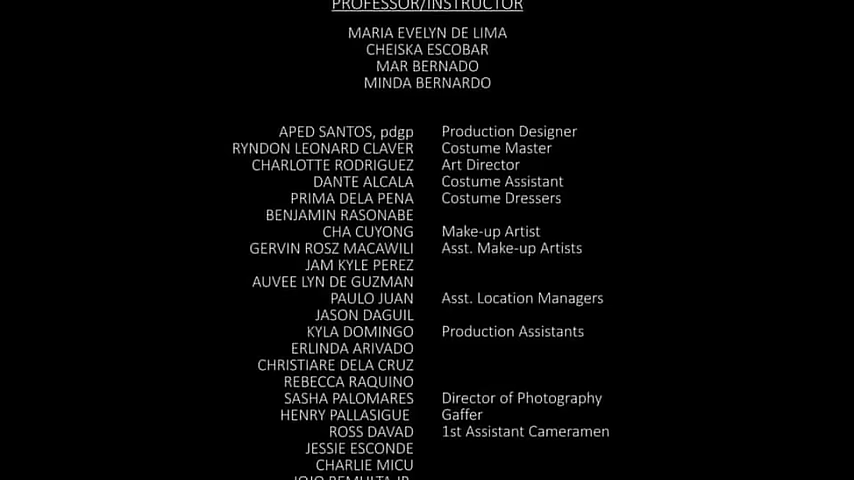 PROFESSOR/INSTRUCTOR
MARIA EVELYN DE LIMA
CHEISKA ESCOBAR
MAR BERNADO
MINDA BERNARDO
APED SANTOS, pdgp Production Designer
RYNDON LEONARD CLAVER Costume Master
CHARLOTTE RODRIGUEZ Art Director
DANTE ALCALA Costume Assistant
PRIMA DELA PENA Costume Dressers
BENJAMIN RASONABE
CHA CUYONG Make-up Artist
GERVIN ROSZ MACAWILI Asst. Make-up Artists
JAM KYLE PEREZ
AUVEE LYN DE GUZMAN
PAULO JUAN Asst. Location Managers
JASON DAGUIL
KYLA DOMINGO Production Assistants
ERLINDA ARIVADO
CHRISTIARE DELA CRUZ
REBECCA RAQUINO
SASHA PALOMARES Director of Photography
HENRY PALLASIGUE Gaffer
ROSS DAVAD 1st Assistant Cameramen
JESSIE ESCONDE
CHARLIE MICU